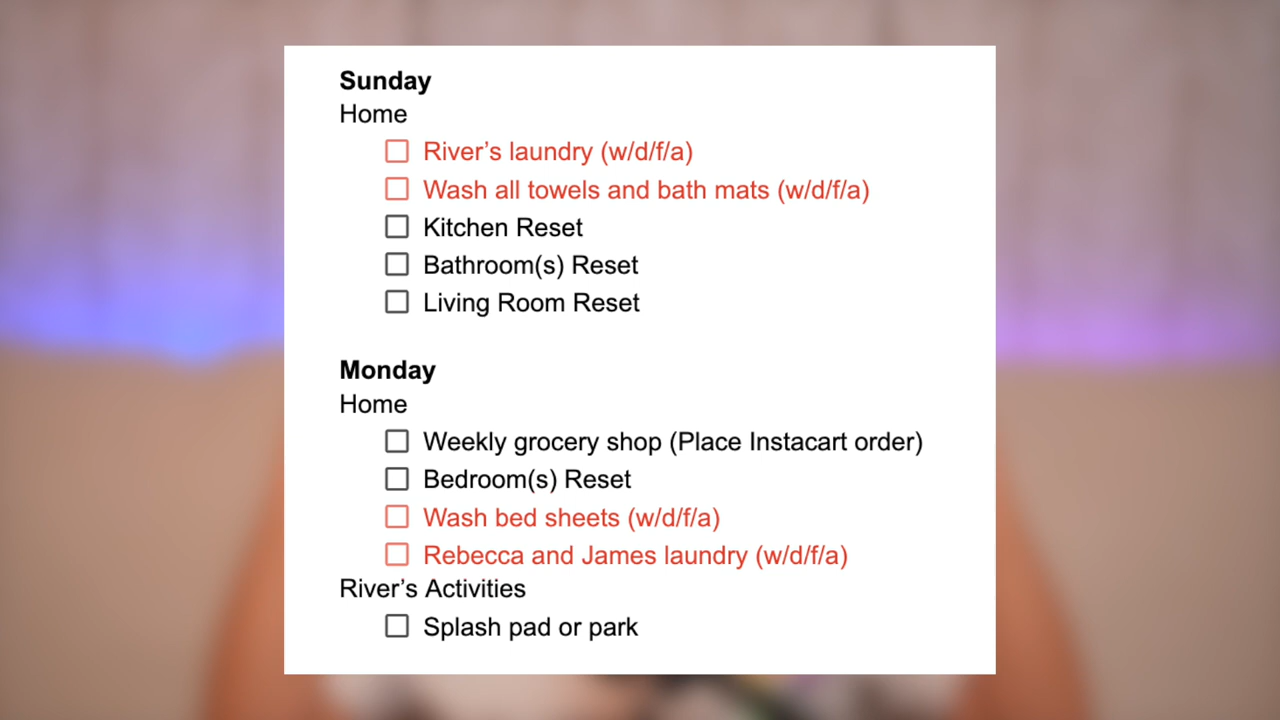 Sunday
Home
River’s laundry (w/d/f/a)
Wash all towels and bath mats (w/d/f/a)
Kitchen Reset
Bathroom(s) Reset
Living Room Reset
Monday
Home
Weekly grocery shop (Place Instacart order)
Bedroom(s) Reset
Wash bed sheets (w/d/f/a)
Rebecca and James laundry (w/d/f/a)
River’s Activities
Splash pad or park